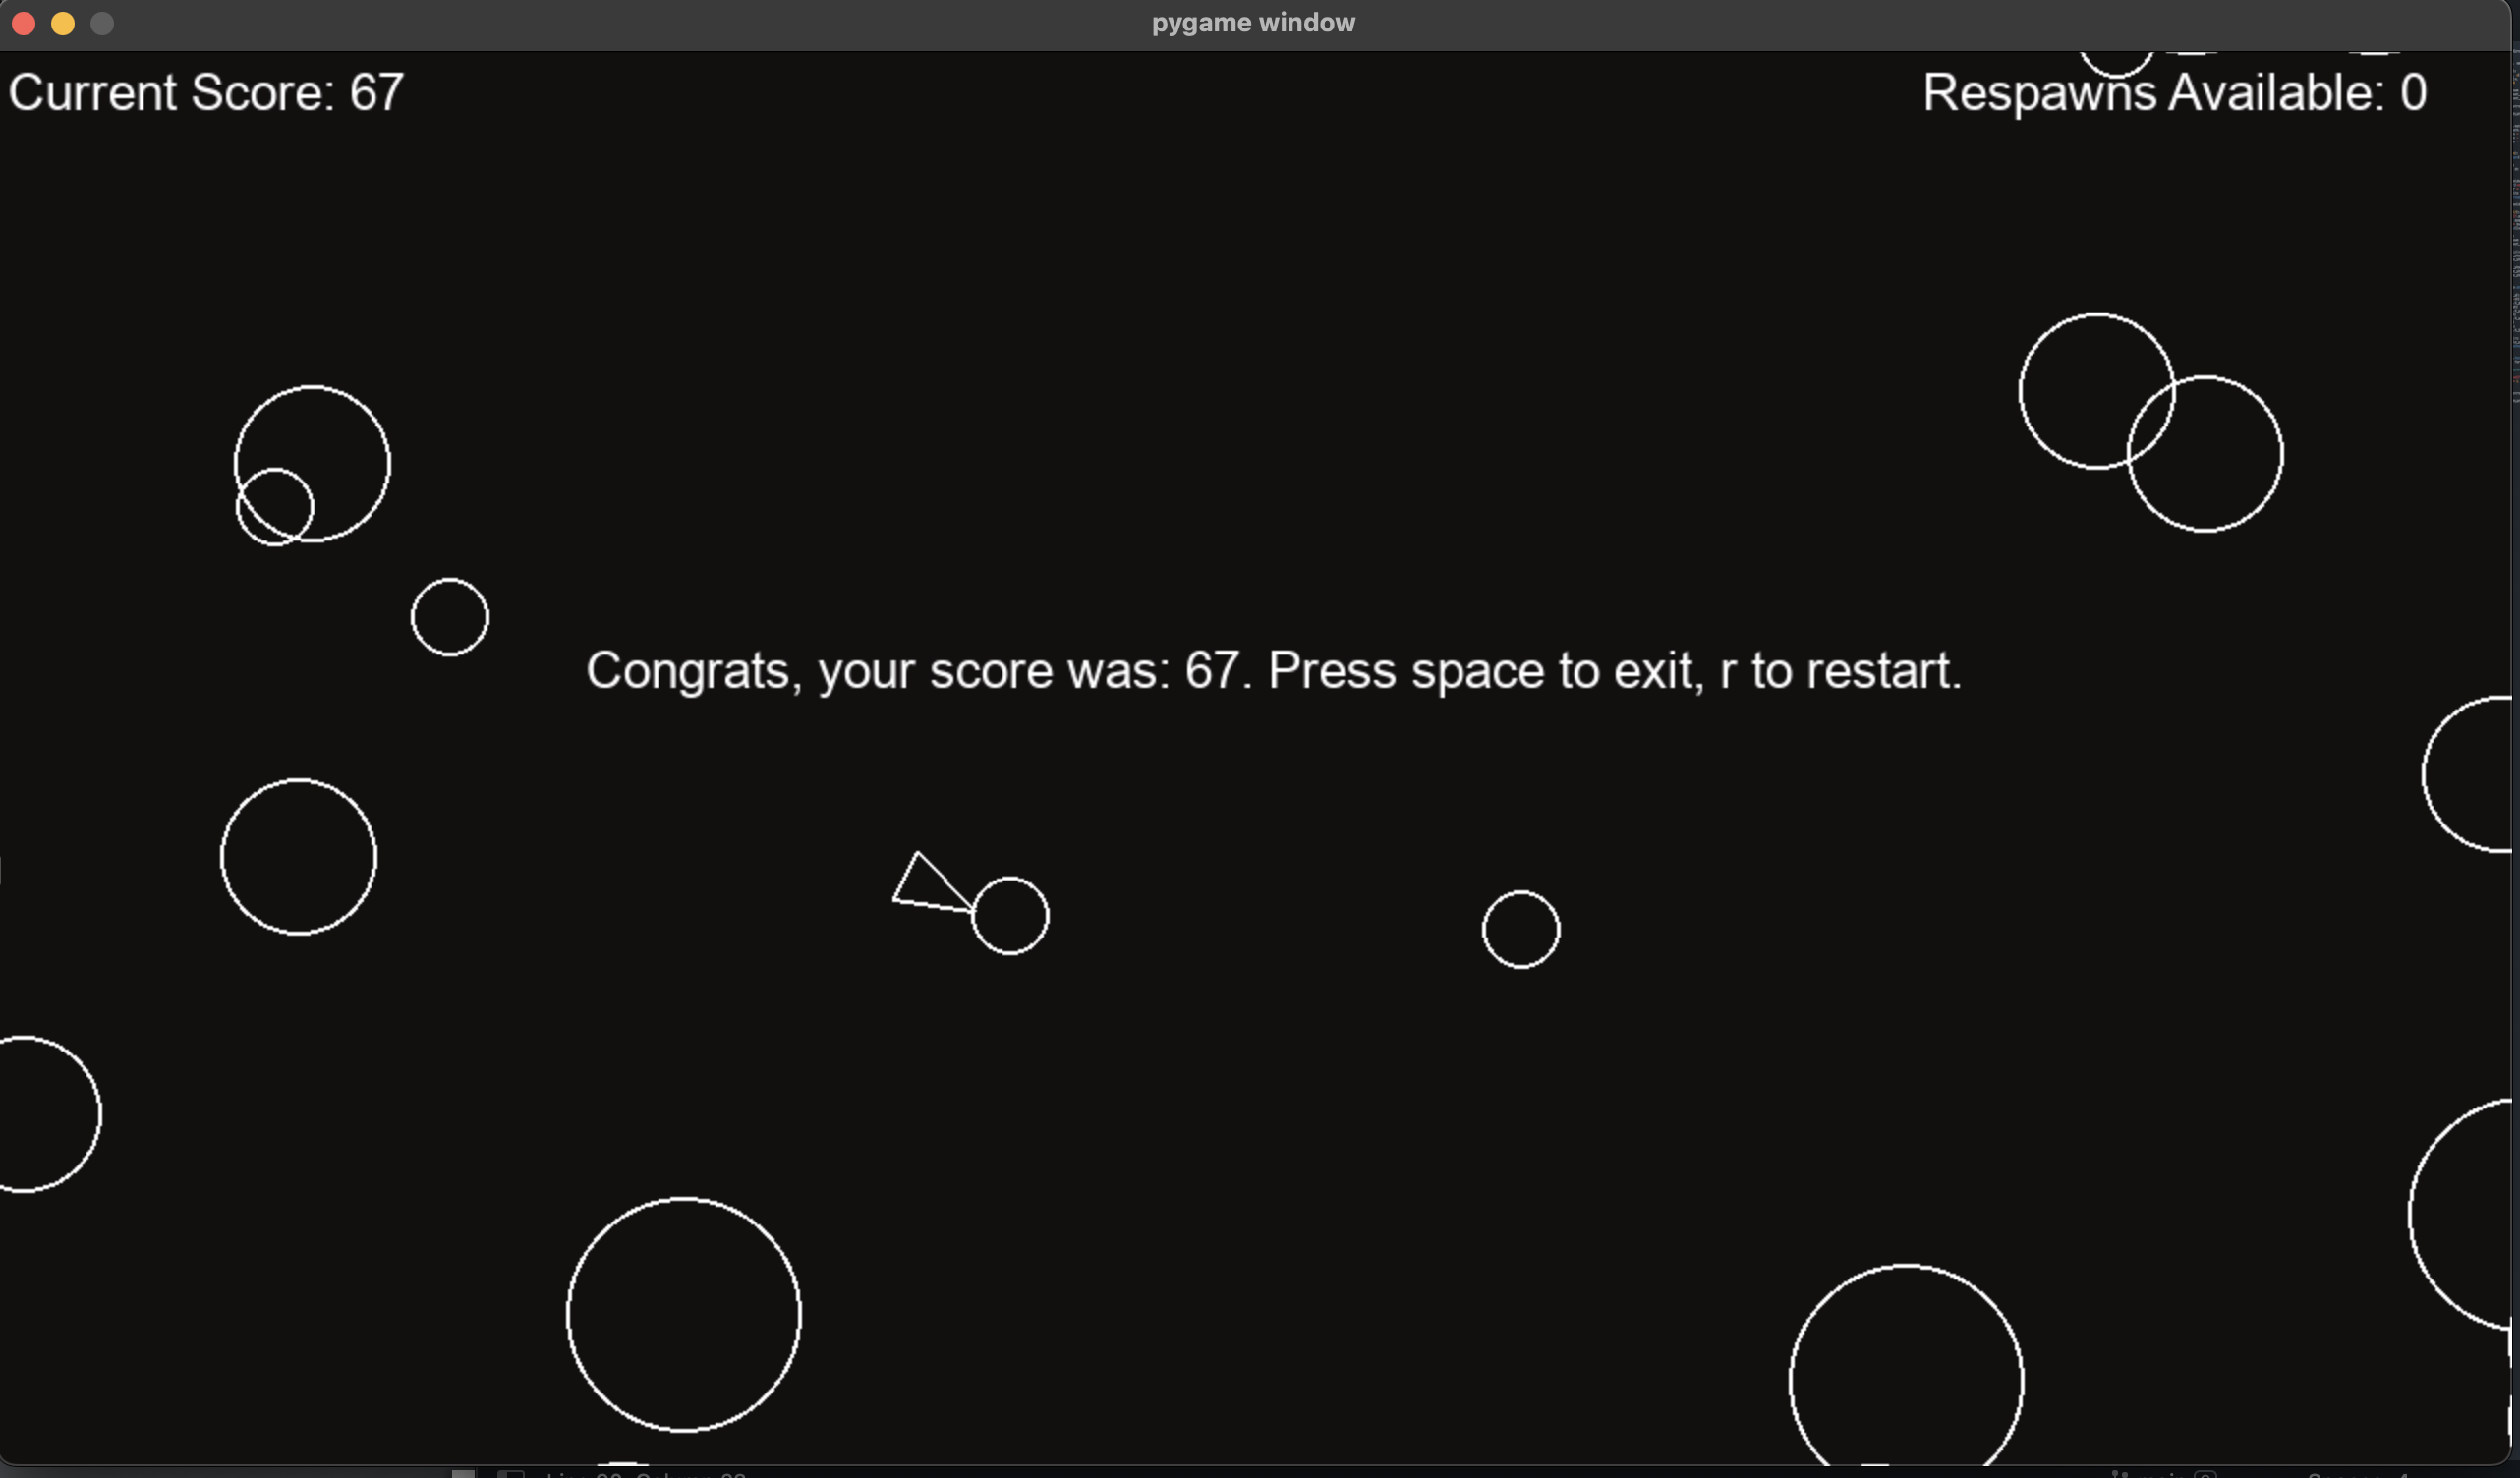 pygame window
Current Score: 67
Respawns Available: 0
Congrats, your score was: 67. Press space to exit, r to restart.